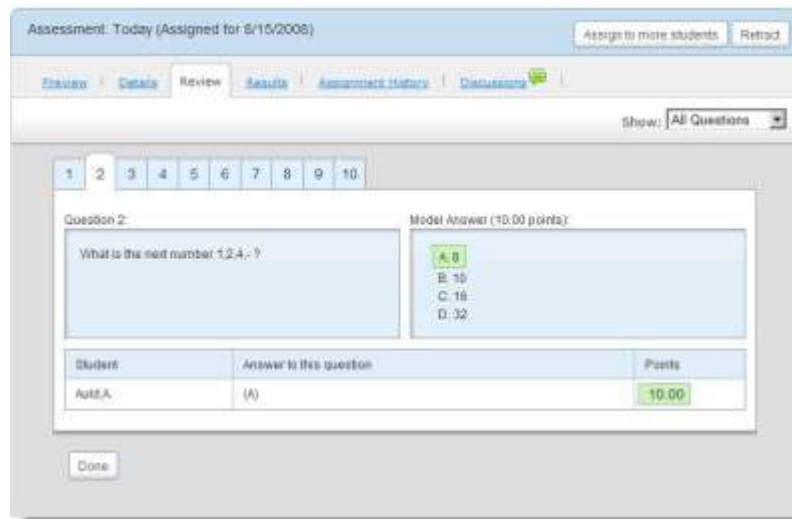 Assessment: Today (Assigned for 8/15/2008)
Assign to more students
Retract
Preview
Details
Review
Results
Assignment History
Discussions
Show: All Questions
1 2 3 4 5 6 7 8 9 10
Question 2:
Model Answer (10.00 points):
What is the next number 1,2,4,- ?
A. 8
B. 10
C. 16
D. 32
Student Answer to this question Points
Auld,A. (A) 10.00
Done